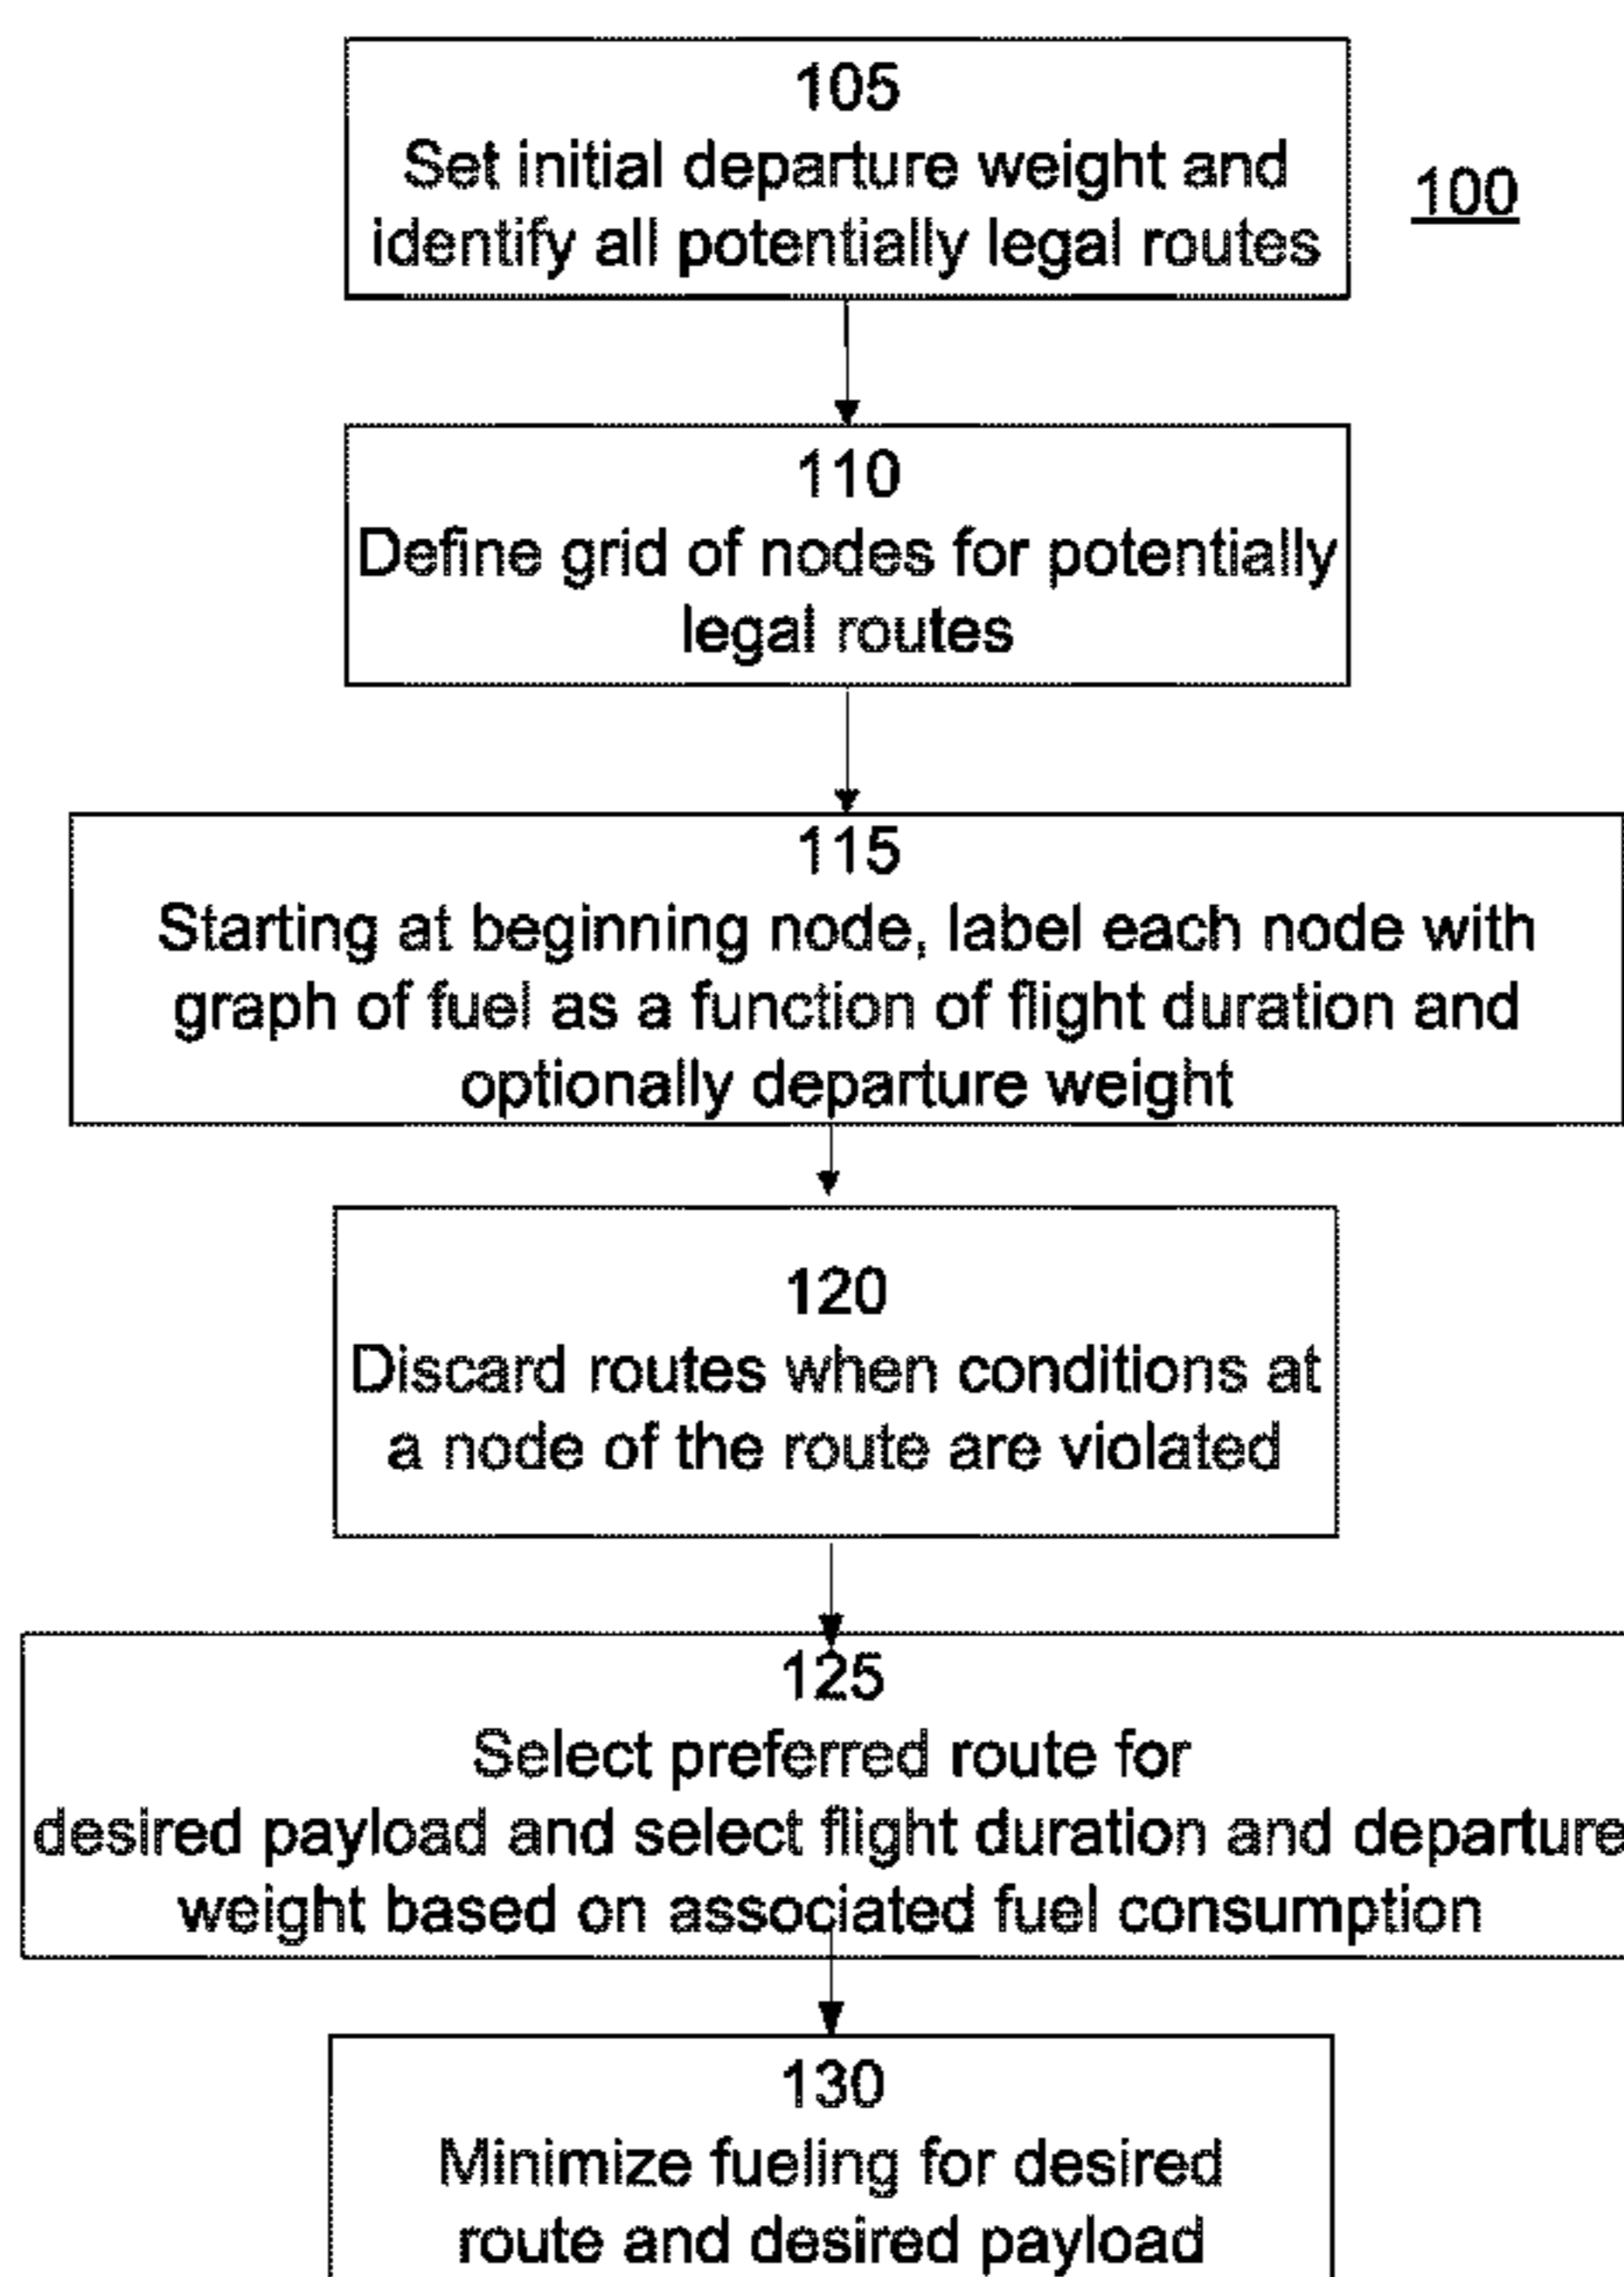 105
Set initial departure weight and
identify all potentially legal routes
100
110
Define grid of nodes for potentially
legal routes
115
Starting at beginning node, label each node with
graph of fuel as a function of flight duration and
optionally departure weight
120
Discard routes when conditions at
a node of the route are violated
125
Select preferred route for
desired payload and select flight duration and departure
weight based on associated fuel consumption
130
Minimize fueling for desired
route and desired payload